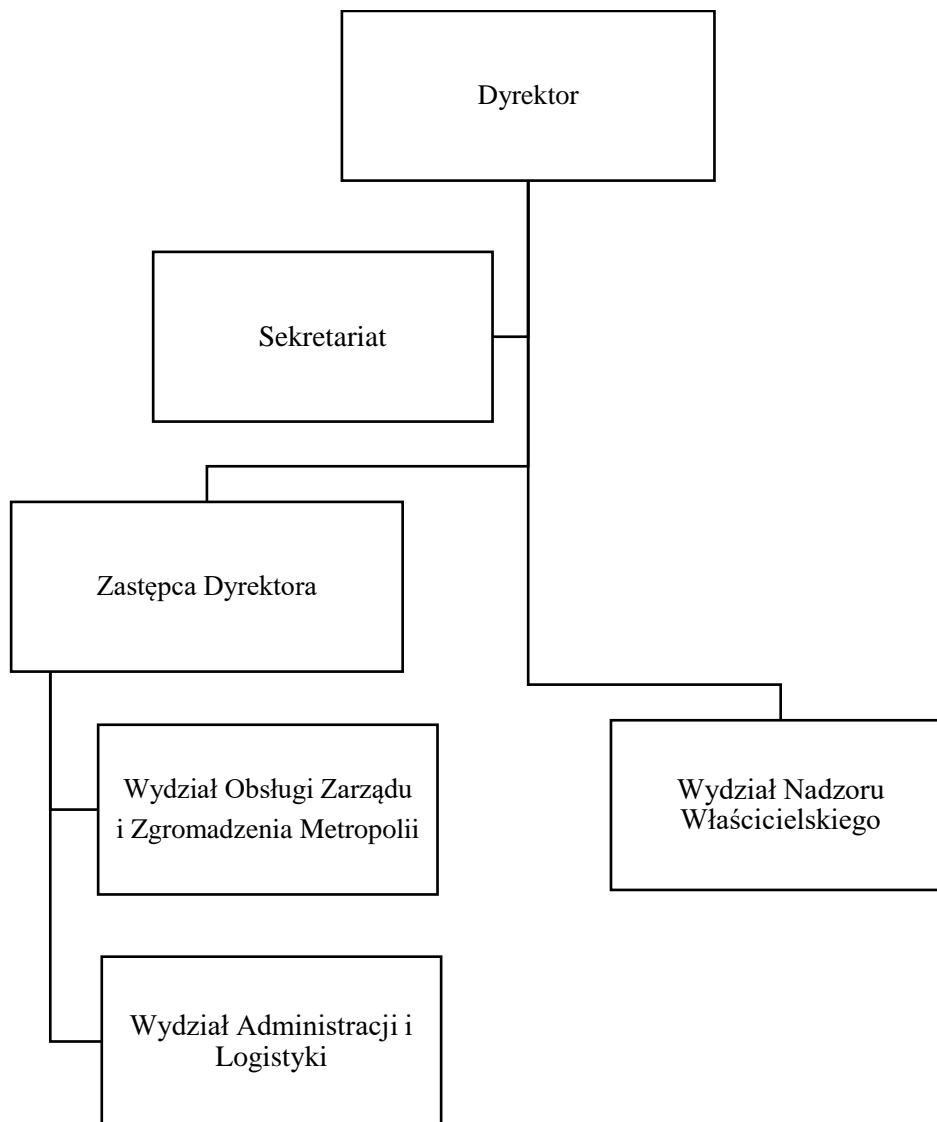 Dyrektor
Sekretariat
Zastępca Dyrektora
Wydział Obsługi Zarządu
i Zgromadzenia Metropolii
Wydział Nadzoru
Właścicielskiego
Wydział Administracji i
Logistyki